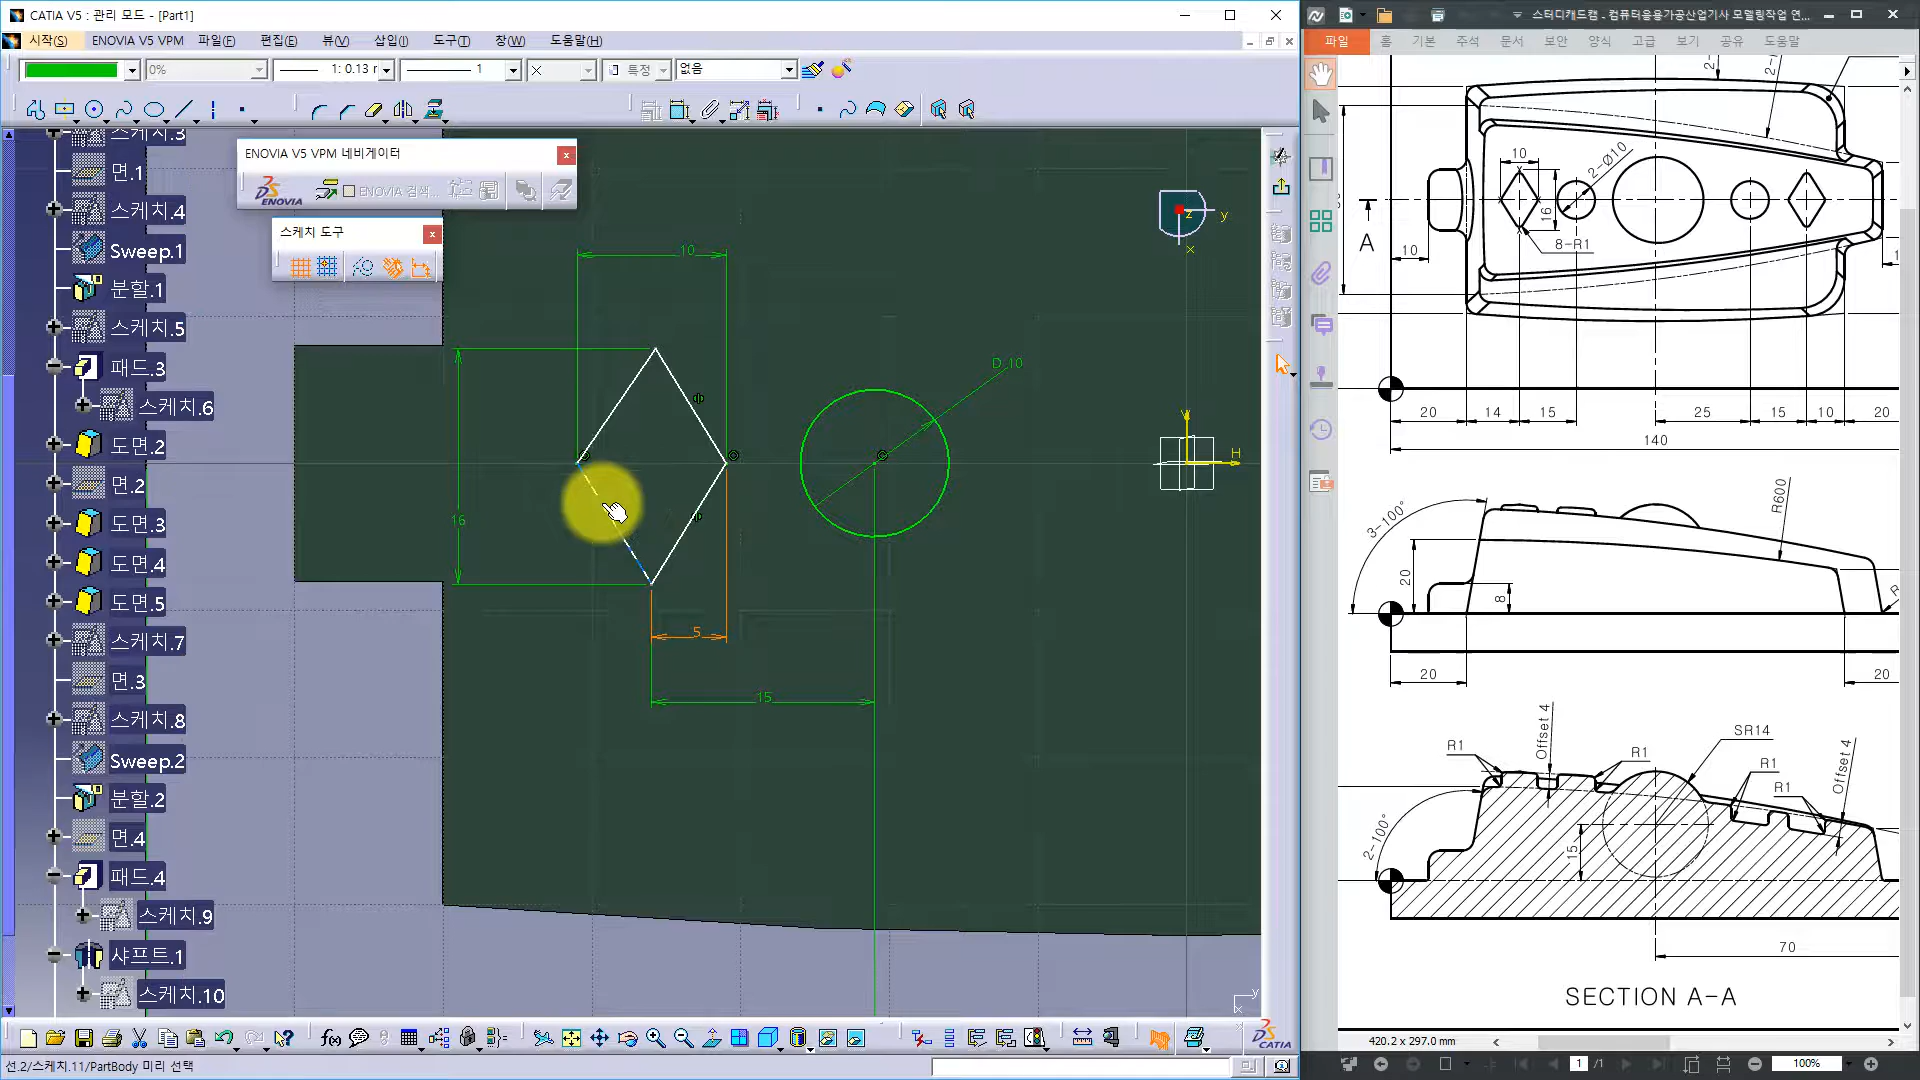 CATIA V5 : 관리 모드 - [Part1]
시작(S) ENOVIA V5 VPM 파일(F) 편집(E) 뷰(V) 삽입(I) 도구(T) 창(W) 도움말(H)
0% 1: 0.13 r 1 특정 없음
ENOVIA V5 VPM 네비게이터
ENOVIA ENOVIA 검색...
스케치 도구
스케치.3
면.1
스케치.4
Sweep.1
분할.1
스케치.5
패드.3
스케치.6
도면.2
면.2
도면.3
도면.4
도면.5
스케치.7
면.3
스케치.8
Sweep.2
분할.2
면.4
패드.4
스케치.9
샤프트.1
스케치.10
10
D 10
16
5
15
z y
x
V
H
y
x
CATIA
선.2/스케치.11/PartBody 미리 선택
스터디캐드캠 - 컴퓨터응용가공산업기사 모델링작업 연...
파일 홈 기본 주석 문서 보안 양식 고급 보기 공유 도움말
10
2-Ø10
16
8-R1
A
10
20 14 15 25 15 10 20
140
3-100°
R600
20
8
20 20
R1
Offset 4
R1
SR14
R1
R1
Offset 4
2-100°
15
70
SECTION A-A
420.2 x 297.0 mm
1 /1
100%